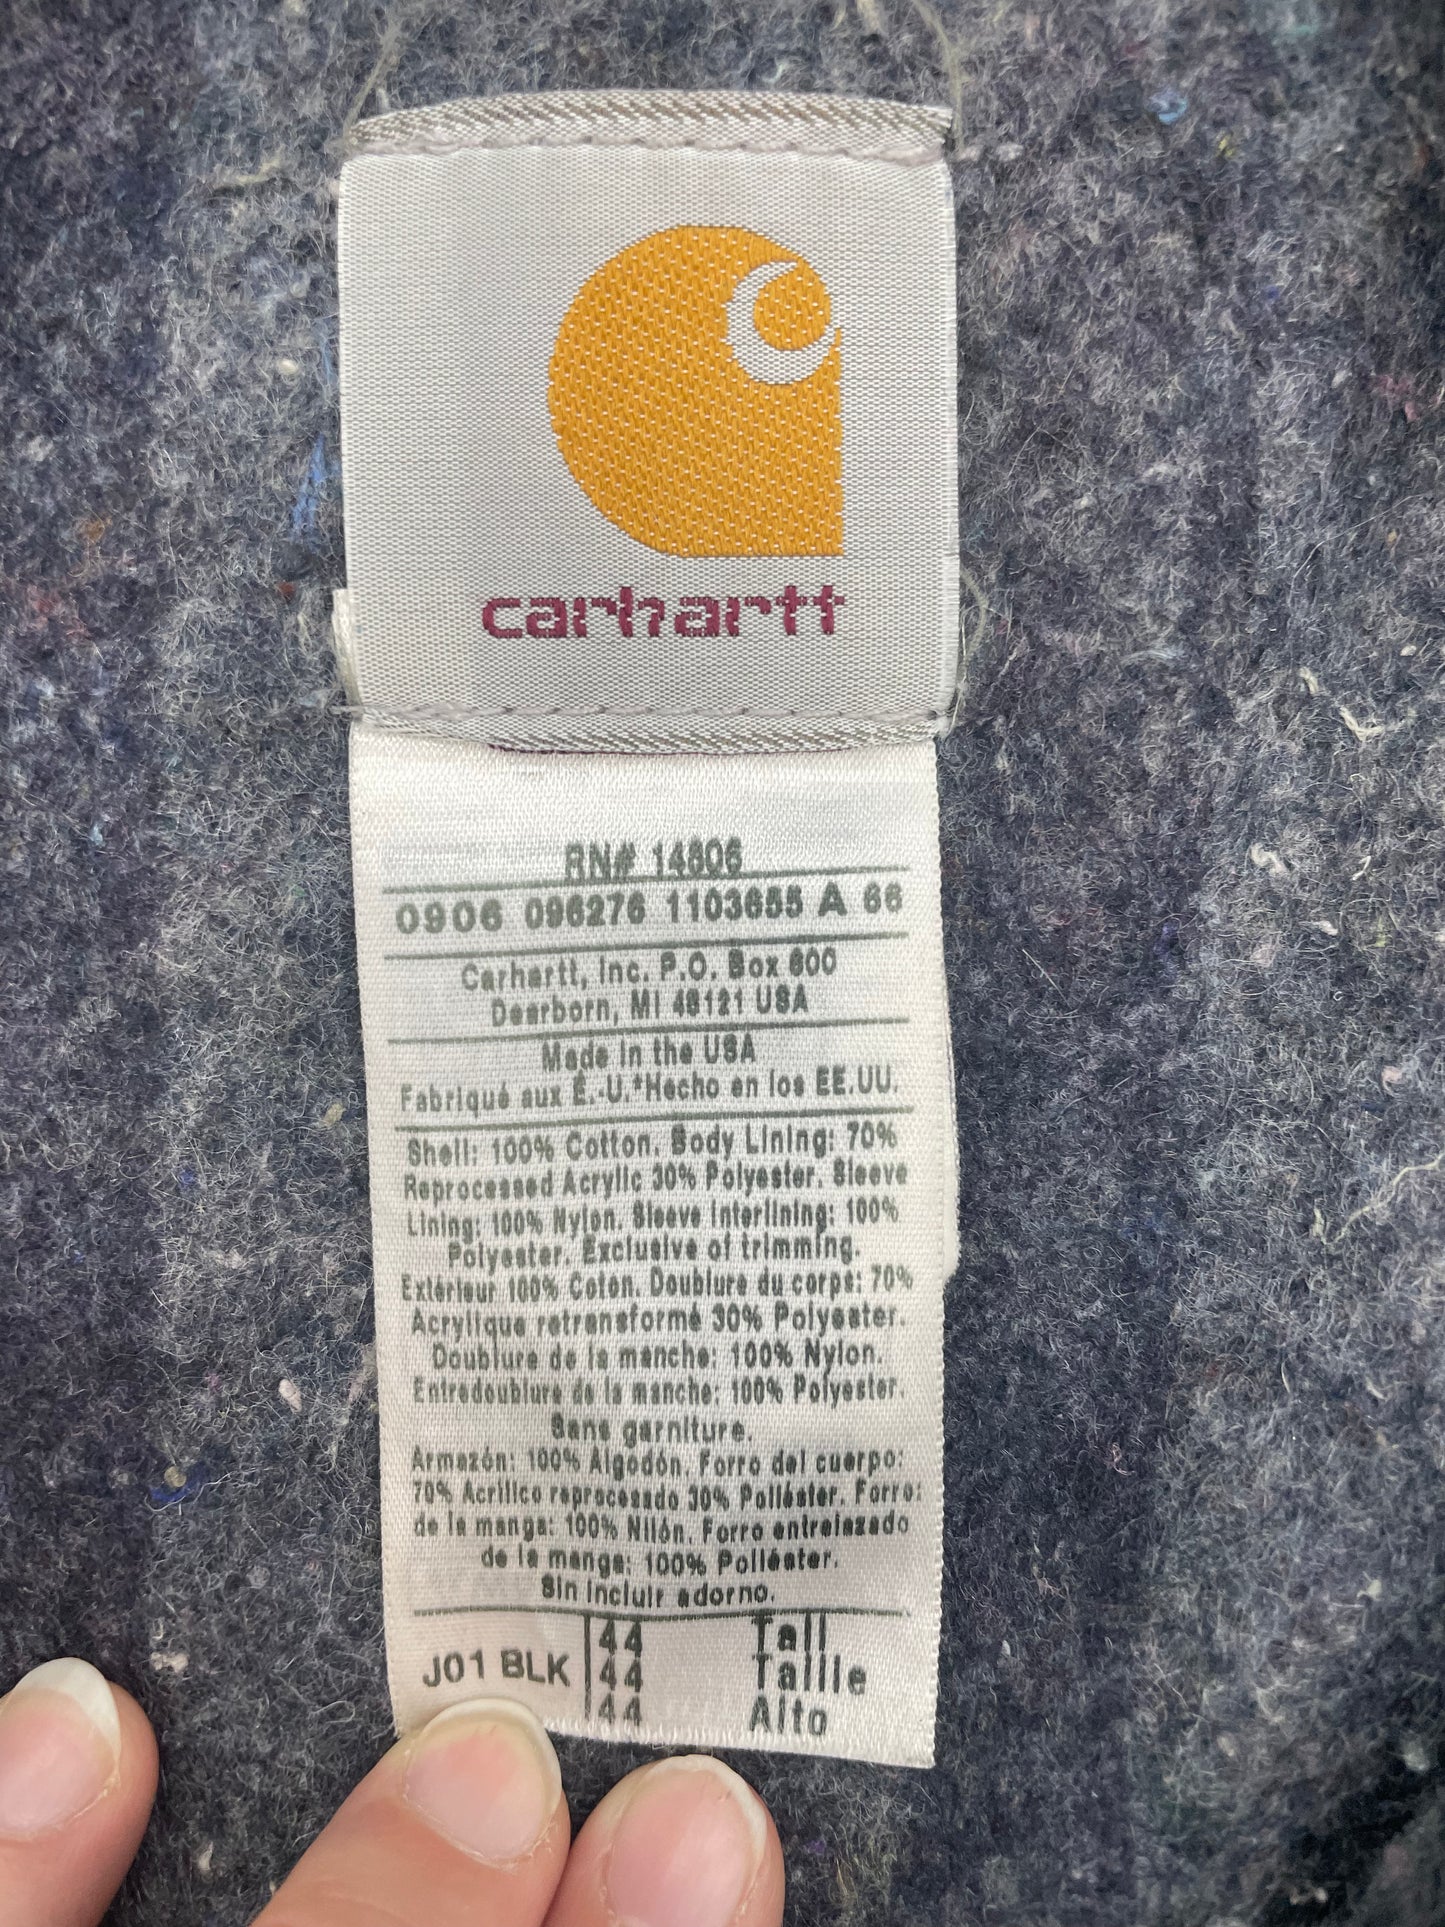 carhartt
RN# 14806
0906 096276 1103655 A 66
Carhartt, Inc. P.O. Box 600
Dearborn, MI 48121 USA
Made in the USA
Fabriqué aux É.-U.*Hecho en los EE.UU.
Shell: 100% Cotton. Body Lining: 70%
Reprocessed Acrylic 30% Polyester. Sleeve
Lining: 100% Nylon. Sleeve Interlining: 100%
Polyester. Exclusive of trimming.
Extérieur 100% Coton. Doublure du corps: 70%
Acrylique retransformé 30% Polyester.
Doublure de la manche: 100% Nylon.
Entredoublure de la manche: 100% Polyester.
Sans garniture.
Armazón: 100% Algodón. Forro del cuerpo:
70% Acrílico reprocesado 30% Poliéster. Forro:
de la manga: 100% Nilón. Forro entrelazado
de la manga: 100% Poliéster.
Sin incluir adorno.
J01 BLK 44 Tall
44 Taille
44 Alto